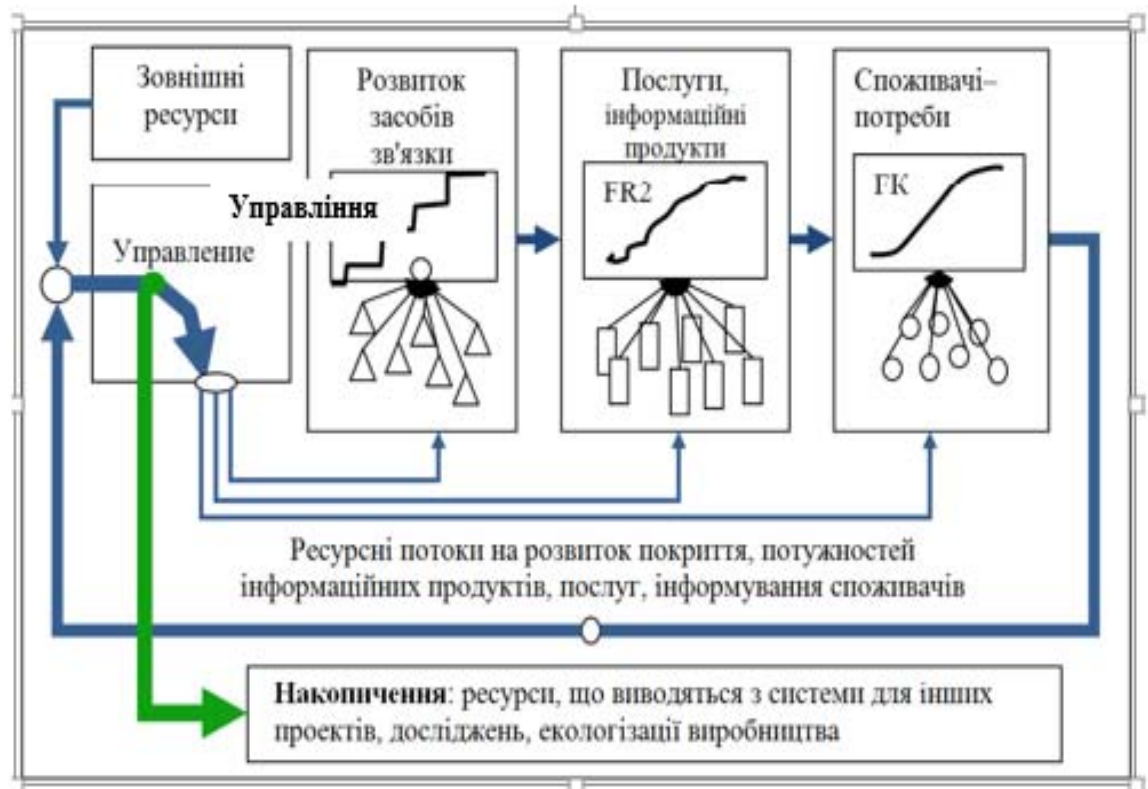 Зовнішні
ресурси
Управління
Управление
Розвиток
засобів
зв'язки
Послуги,
інформаційні
продукти
FR2
Споживачі–
потреби
FК
Ресурсні потоки на розвиток покриття, потужностей
інформаційних продуктів, послуг, інформування споживачів
Накопичення: ресурси, що виводяться з системи для інших
проектів, досліджень, екологізації виробництва